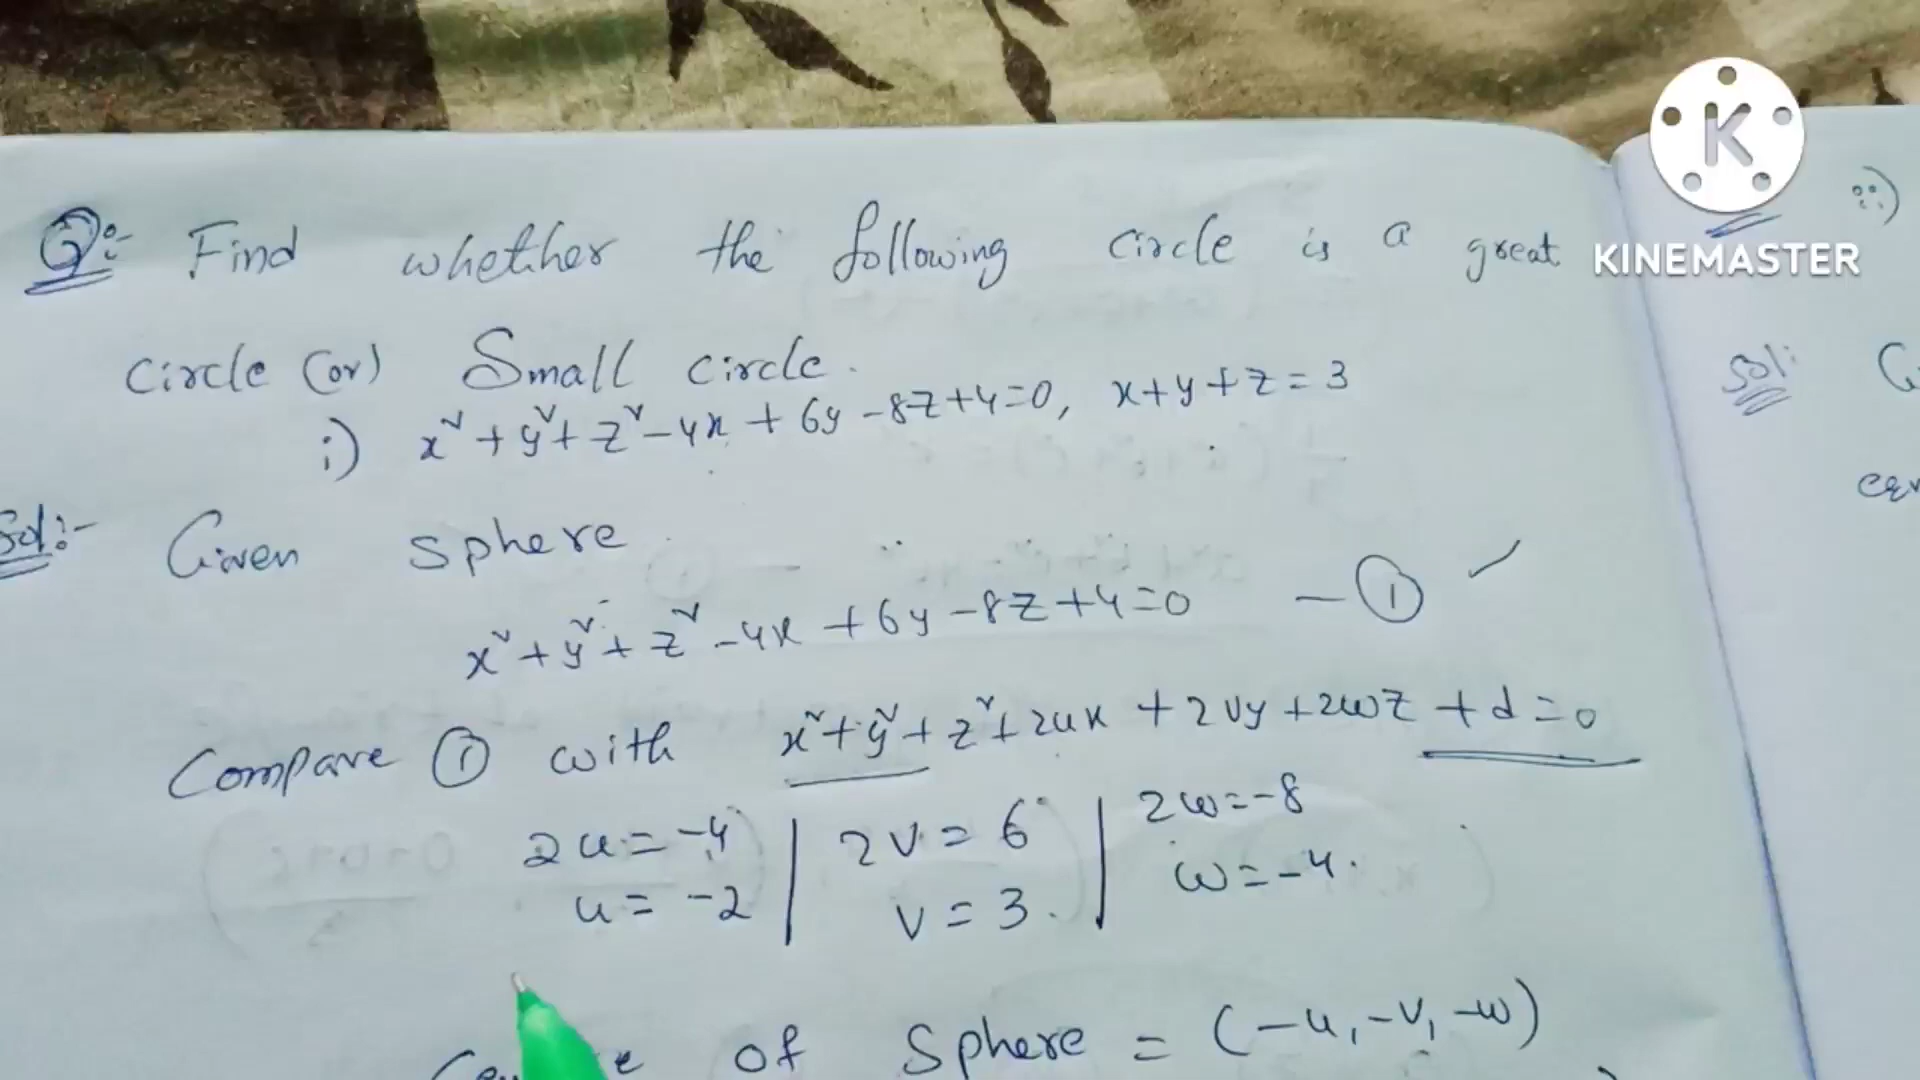 Q:- Find whether the following circle is a great
circle (or) Small circle.
i) x² + y² + z² - 4x + 6y - 8z + 4 = 0, x + y + z = 3
Sol:- Given sphere
x² + y² + z² - 4x + 6y - 8z + 4 = 0 — ①
Compare ① with x² + y² + z² + 2ux + 2vy + 2wz + d = 0
2u = -4 | 2v = 6 | 2w = -8
u = -2 | v = 3 | w = -4.
of Sphere = (-u, -v, -w)
K
KINEMASTER
Sol: